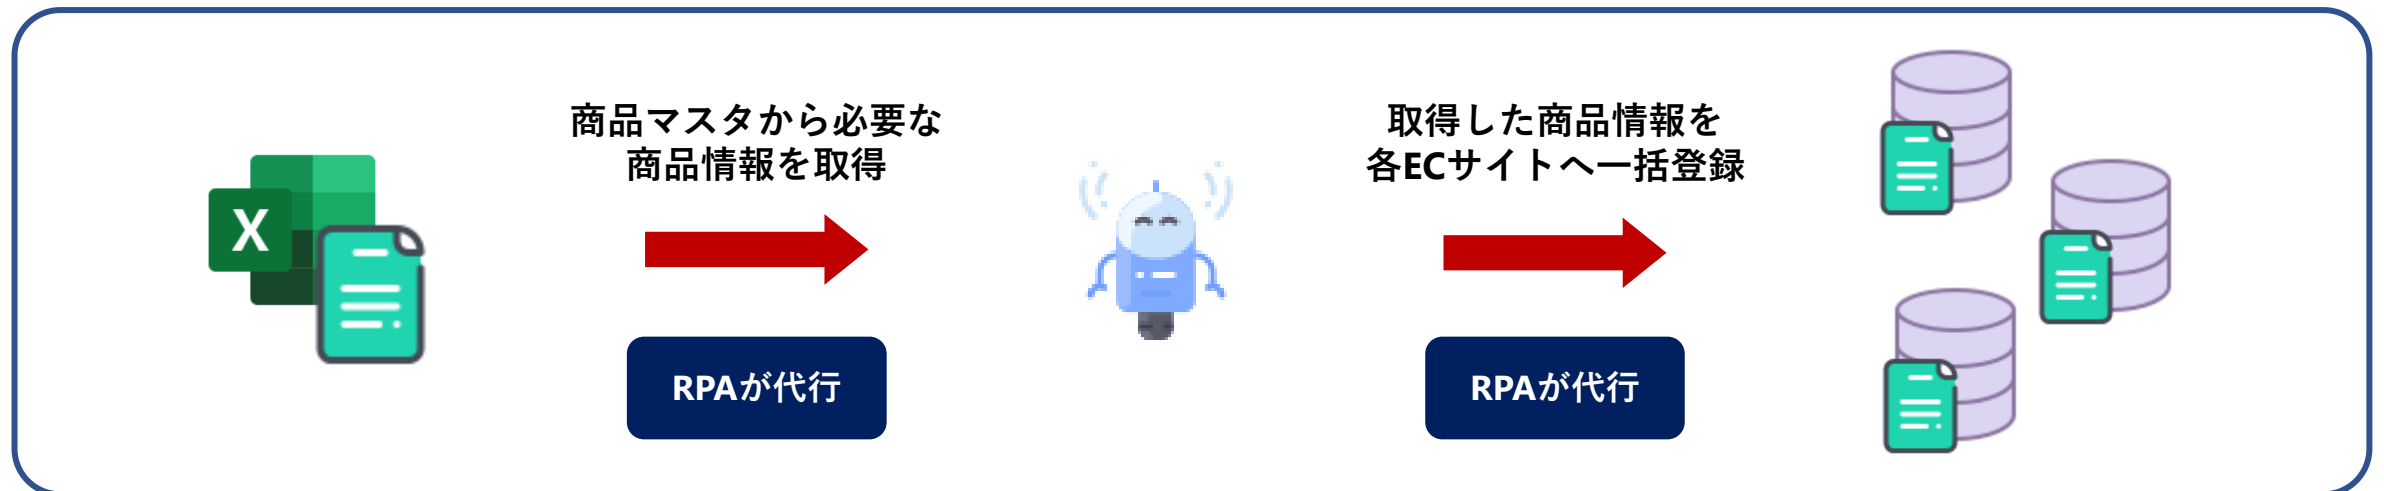 商品マスタから必要な
商品情報を取得
取得した商品情報を
各ECサイトへ一括登録
X
RPAが代行
RPAが代行